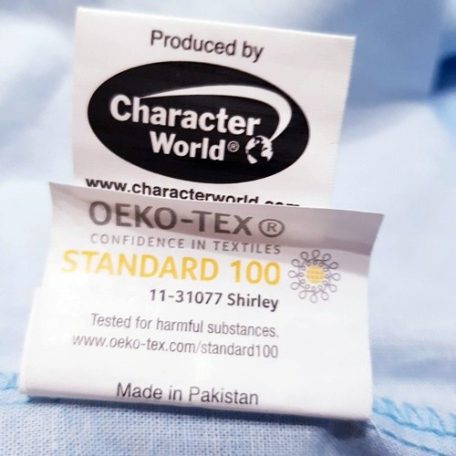 Produced by
Character
World®
www.characterworld.com
OEKO-TEX®
CONFIDENCE IN TEXTILES
STANDARD 100
11-31077 Shirley
Tested for harmful substances.
www.oeko-tex.com/standard100
Made in Pakistan